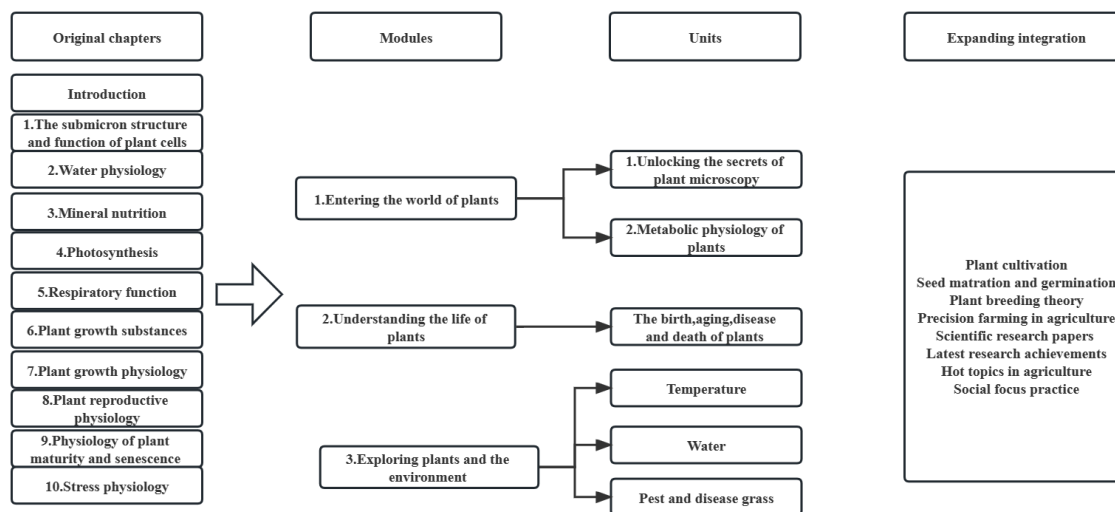 Original chapters
Modules
Units
Expanding integration
Introduction
1.The submicron structure
and function of plant cells
2.Water physiology
3.Mineral nutrition
4.Photosynthesis
5.Respiratory function
6.Plant growth substances
7.Plant growth physiology
8.Plant reproductive
physiology
9.Physiology of plant
maturity and senescence
10.Stress physiology
1.Entering the world of plants
2.Understanding the life of
plants
3.Exploring plants and the
environment
1.Unlocking the secrets of
plant microscopy
2.Metabolic physiology of
plants
The birth,aging,disease
and death of plants
Temperature
Water
Pest and disease grass
Plant cultivation
Seed matration and germination
Plant breeding theory
Precision farming in agriculture
Scientific research papers
Latest research achievements
Hot topics in agriculture
Social focus practice